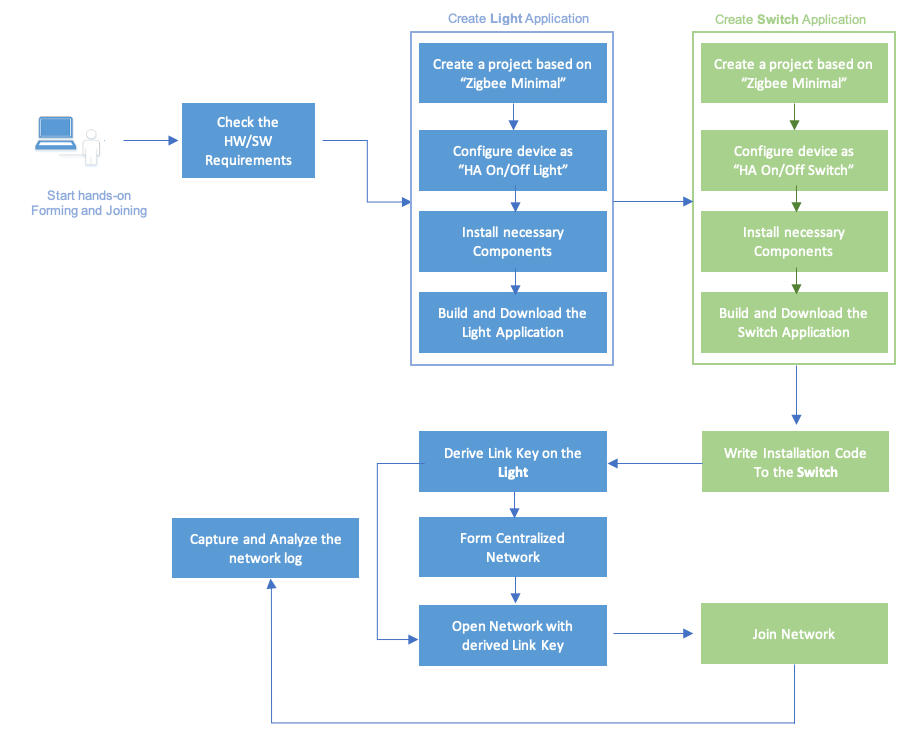 Start hands-on
Forming and Joining
Check the
HW/SW
Requirements
Create Light Application
Create a project based on
“Zigbee Minimal”
Configure device as
“HA On/Off Light”
Install necessary
Components
Build and Download the
Light Application
Create Switch Application
Create a project based on
“Zigbee Minimal”
Configure device as
“HA On/Off Switch”
Install necessary
Components
Build and Download the
Switch Application
Write Installation Code
To the Switch
Derive Link Key on the
Light
Form Centralized
Network
Open Network with
derived Link Key
Join Network
Capture and Analyze the
network log